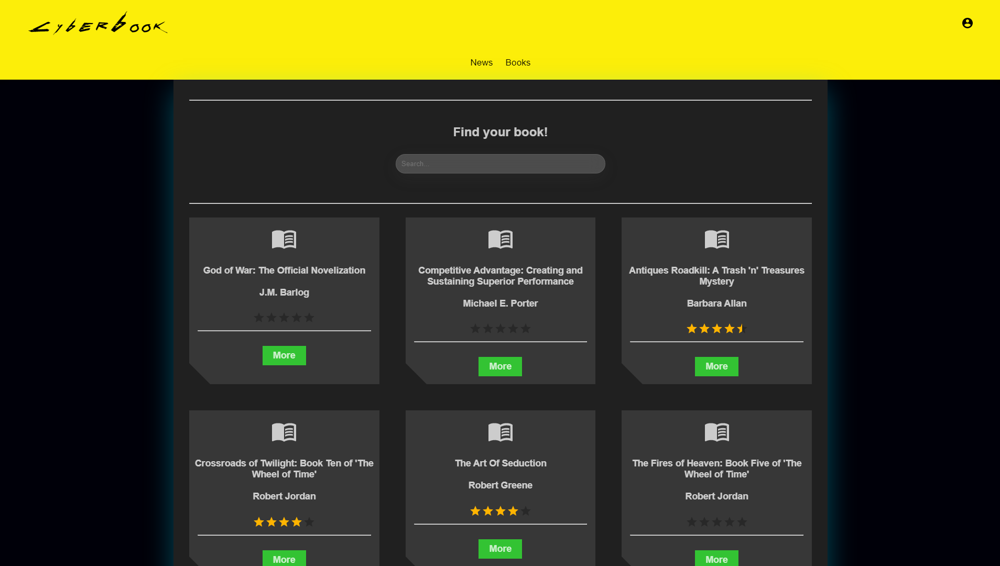 CyberBook
News Books
Find your book!
Search...
God of War: The Official Novelization
J.M. Barlog
More
Competitive Advantage: Creating and
Sustaining Superior Performance
Michael E. Porter
More
Antiques Roadkill: A Trash 'n' Treasures
Mystery
Barbara Allan
More
Crossroads of Twilight: Book Ten of 'The
Wheel of Time'
Robert Jordan
More
The Art Of Seduction
Robert Greene
More
The Fires of Heaven: Book Five of 'The
Wheel of Time'
Robert Jordan
More